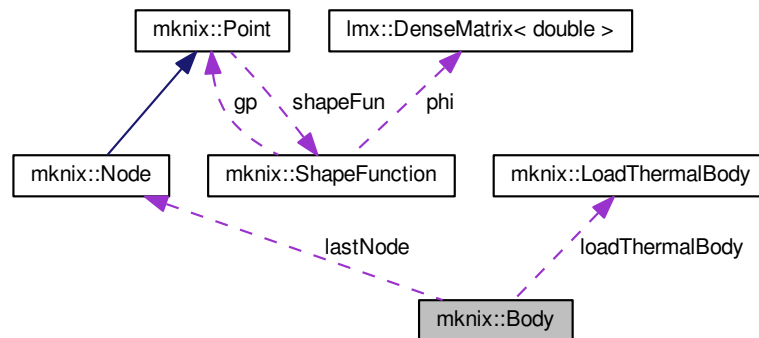 mknix::Point
lmx::DenseMatrix< double >
gp
shapeFun
phi
mknix::Node
mknix::ShapeFunction
mknix::LoadThermalBody
lastNode
loadThermalBody
mknix::Body